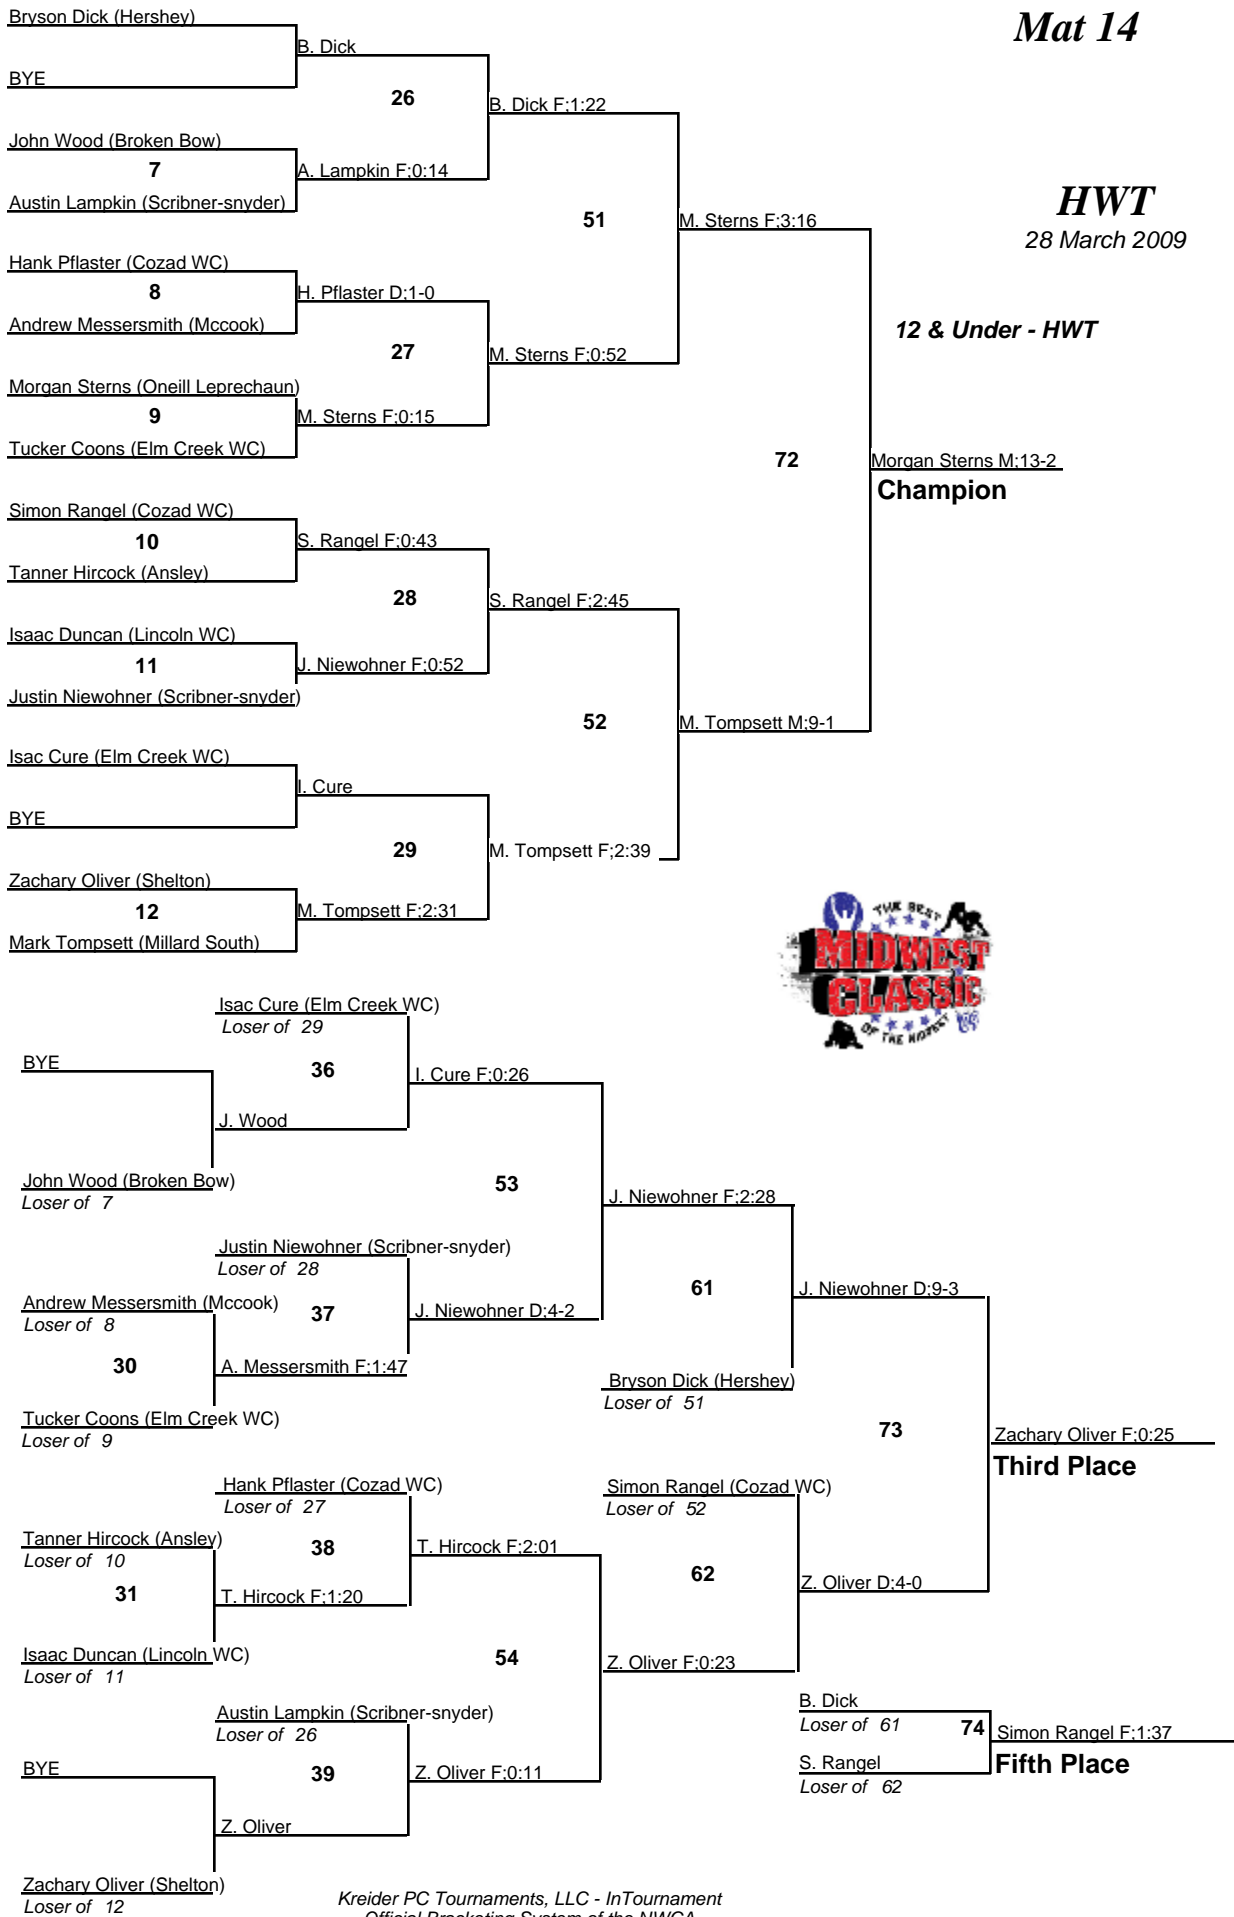 Bryson Dick (Hershey)
Mat 14
B. Dick
BYE
26
B. Dick F;1:22
John Wood (Broken Bow)
7
A. Lampkin F;0:14
Austin Lampkin (Scribner-snyder)
HWT
51
M. Sterns F;3:16
28 March 2009
Hank Pflaster (Cozad WC)
8
H. Pflaster D;1-0
Andrew Messersmith (Mccook)
12 & Under - HWT
27
M. Sterns F;0:52
Morgan Sterns (Oneill Leprechaun)
9
M. Sterns F;0:15
Tucker Coons (Elm Creek WC)
72
Morgan Sterns M;13-2
Champion
Simon Rangel (Cozad WC)
10
S. Rangel F;0:43
Tanner Hircock (Ansley)
28
S. Rangel F;2:45
Isaac Duncan (Lincoln WC)
11
J. Niewohner F;0:52
Justin Niewohner (Scribner-snyder)
52
M. Tompsett M;9-1
Isac Cure (Elm Creek WC)
I. Cure
BYE
29
M. Tompsett F;2:39
Zachary Oliver (Shelton)
12
M. Tompsett F;2:31
Mark Tompsett (Millard South)
THE BEST
MIDWEST
CLASSIC
OF THE MIDWEST
Isac Cure (Elm Creek WC)
Loser of 29
BYE
36
I. Cure F;0:26
J. Wood
John Wood (Broken Bow)
Loser of 7
53
J. Niewohner F;2:28
Justin Niewohner (Scribner-snyder)
Loser of 28
61
J. Niewohner D;9-3
Andrew Messersmith (Mccook)
Loser of 8
37
J. Niewohner D;4-2
30
A. Messersmith F;1:47
Bryson Dick (Hershey)
Loser of 51
Tucker Coons (Elm Creek WC)
Loser of 9
73
Zachary Oliver F;0:25
Third Place
Hank Pflaster (Cozad WC)
Loser of 27
Simon Rangel (Cozad WC)
Loser of 52
Tanner Hircock (Ansley)
Loser of 10
38
T. Hircock F;2:01
31
T. Hircock F;1:20
62
Z. Oliver D;4-0
Isaac Duncan (Lincoln WC)
Loser of 11
54
Z. Oliver F;0:23
Austin Lampkin (Scribner-snyder)
Loser of 26
B. Dick
Loser of 61
74
Simon Rangel F;1:37
Fifth Place
S. Rangel
Loser of 62
BYE
39
Z. Oliver F;0:11
Z. Oliver
Zachary Oliver (Shelton)
Loser of 12
Kreider PC Tournaments, LLC - InTournament
Official Bracketing System of the NWCA